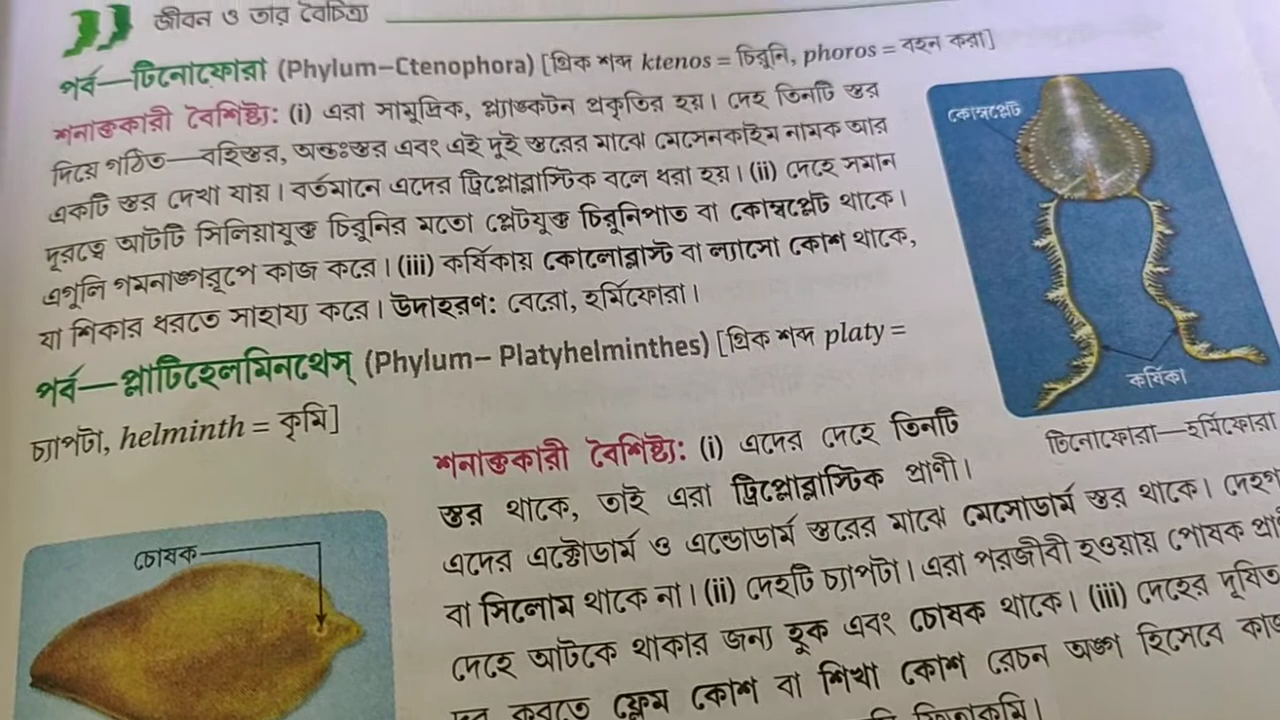 জীবন ও তার বৈচিত্র্য
পর্ব—টিনোফোরা (Phylum–Ctenophora) [গ্রিক শব্দ ktenos = চিরুনি, phoros = বহন করা]
শনাক্তকারী বৈশিষ্ট্য: (i) এরা সামুদ্রিক, প্ল্যাঙ্কটন প্রকৃতির হয়। দেহ তিনটি স্তর
দিয়ে গঠিত—বহিস্তর, অন্তঃস্তর এবং এই দুই স্তরের মাঝে মেসেনকাইম নামক আর
একটি স্তর দেখা যায়। বর্তমানে এদের ট্রিপ্লোব্লাস্টিক বলে ধরা হয়। (ii) দেহে সমান
দূরত্বে আটটি সিলিয়াযুক্ত চিরুনির মতো প্লেটযুক্ত চিরুনিপাত বা কোম্বপ্লেট থাকে।
এগুলি গমনাঙ্গরূপে কাজ করে। (iii) কর্ষিকায় কোলোব্লাস্ট বা ল্যাসো কোশ থাকে,
যা শিকার ধরতে সাহায্য করে। উদাহরণ: বেরো, হর্মিফোরা।
কোম্বপ্লেট
কর্ষিকা
টিনোফোরা—হর্মিফোরা
পর্ব—প্লাটিহেলমিনথেস্ (Phylum– Platyhelminthes) [গ্রিক শব্দ platy =
চ্যাপটা, helminth = কৃমি]
চোষক
শনাক্তকারী বৈশিষ্ট্য: (i) এদের দেহে তিনটি
স্তর থাকে, তাই এরা ট্রিপ্লোব্লাস্টিক প্রাণী।
এদের এক্টোডার্ম ও এন্ডোডার্ম স্তরের মাঝে মেসোডার্ম স্তর থাকে।
বা সিলোম থাকে না। (ii) দেহটি চ্যাপটা। এরা পরজীবী হওয়ায় পোষক
দেহে আটকে থাকার জন্য হুক এবং চোষক থাকে। (iii) দেহের দূষিত
করতে ফ্লেম কোশ বা শিখা কোশ রেচন অঙ্গ হিসেবে
ফিতাকৃমি।